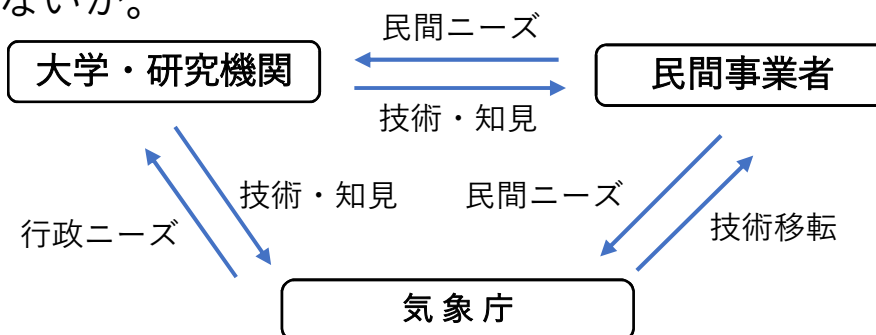 ないか。
民間ニーズ
大学・研究機関
民間事業者
技術・知見
技術・知見
民間ニーズ
行政ニーズ
技術移転
気象庁